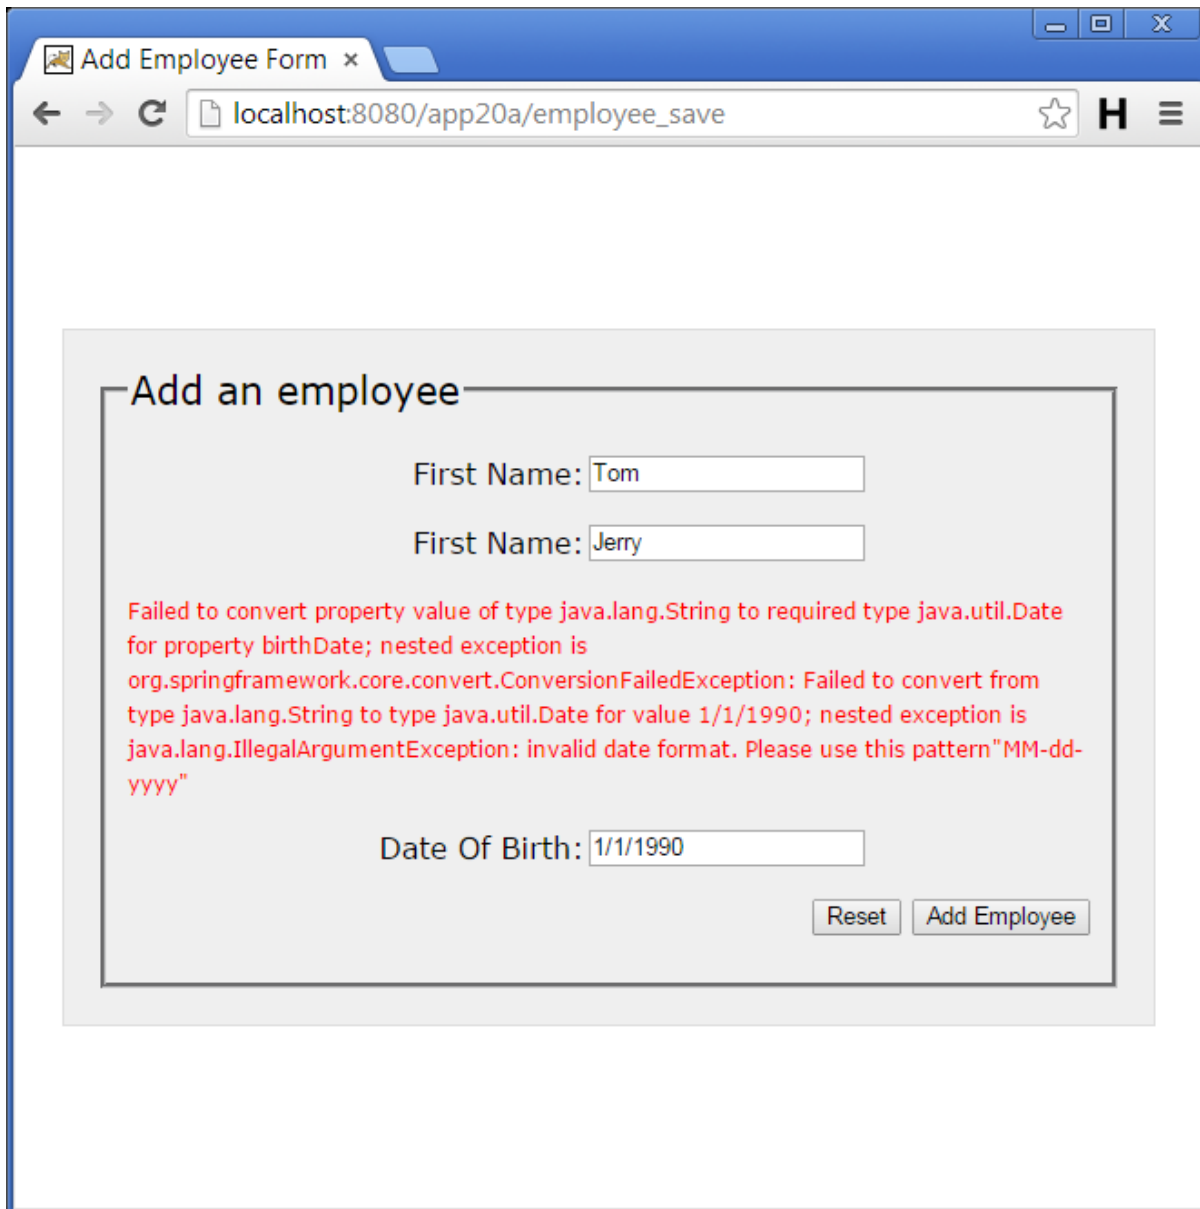 Add Employee Form
localhost:8080/app20a/employee_save
H
Add an employee
First Name: Tom
First Name: Jerry
Failed to convert property value of type java.lang.String to required type java.util.Date
for property birthDate; nested exception is
org.springframework.core.convert.ConversionFailedException: Failed to convert from
type java.lang.String to type java.util.Date for value 1/1/1990; nested exception is
java.lang.IllegalArgumentException: invalid date format. Please use this pattern"MM-dd-
yyyy"
Date Of Birth: 1/1/1990
Reset Add Employee